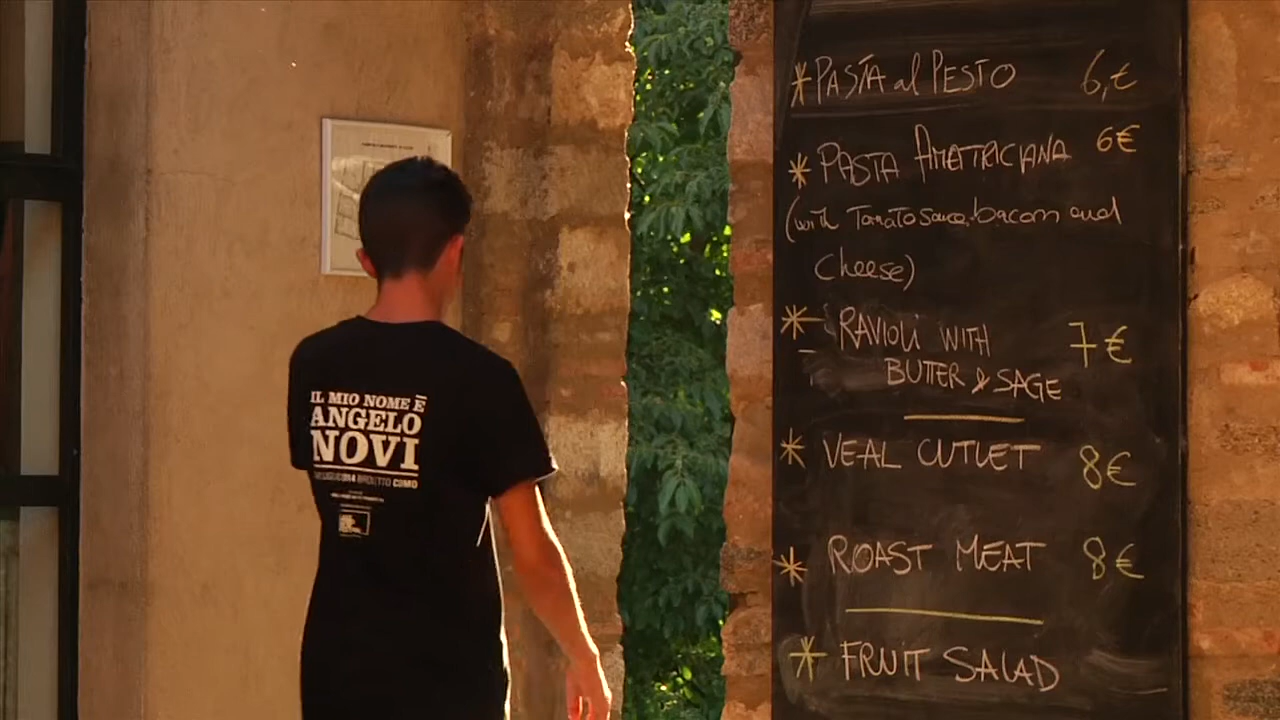 IL MIO NOME È
ANGELO
NOVI
BROLETTO COMO
*PASTA al PESTO 6,€
* PASTA AMATRICIANA 6€
(with Tomato sauce, bacon and
cheese)
* RAVIOLI WITH 7€
BUTTER & SAGE
* VEAL CUTLET 8€
* ROAST MEAT 8€
* FRUIT SALAD